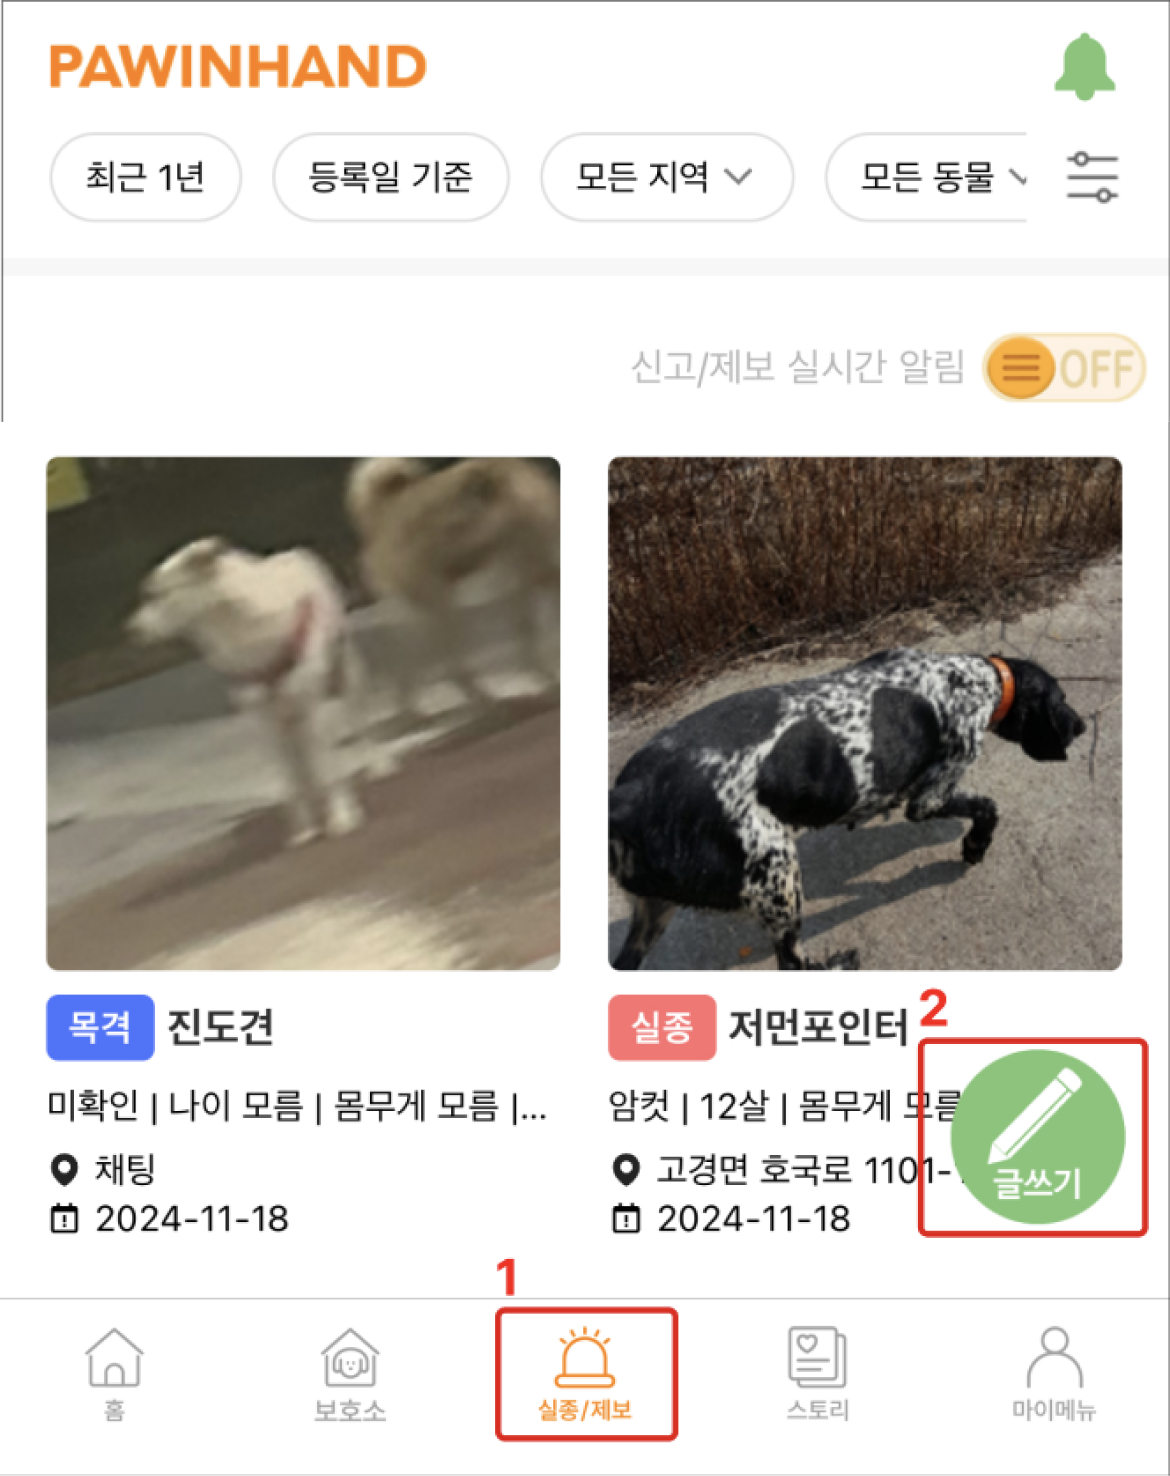 PAWINHAND
최근 1년 등록일 기준 모든 지역 모든 동물
신고/제보 실시간 알림 OFF
목격 진도견
미확인 | 나이 모름 | 몸무게 모름 |...
채팅
2024-11-18
실종 저먼포인터
암컷 | 12살 | 몸무게 모름
고경면 호국로 1101-
2024-11-18
2
글쓰기
1
홈 보호소 실종/제보 스토리 마이메뉴